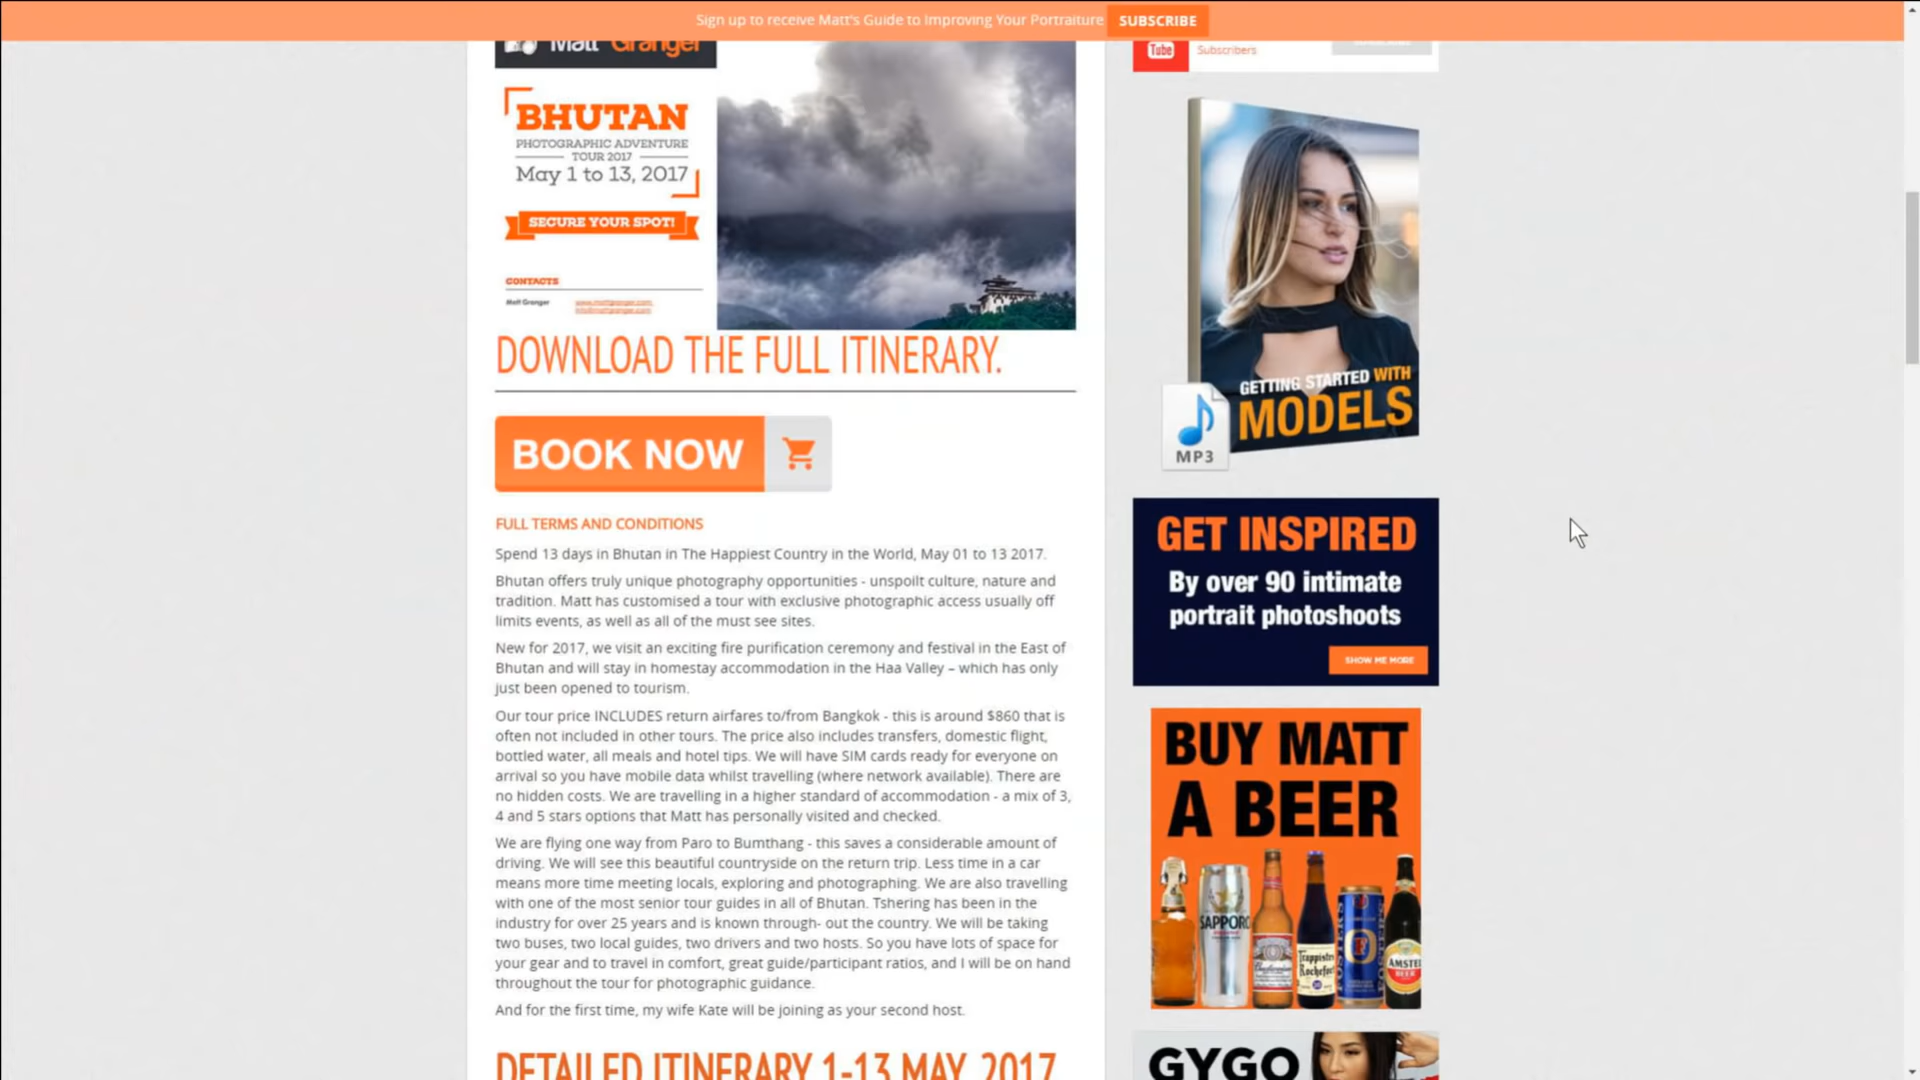 Sign up to receive Matt's Guide to Improving Your Portraiture SUBSCRIBE
Matt Granger
BHUTAN
PHOTOGRAPHIC ADVENTURE
TOUR 2017
May 1 to 13, 2017
SECURE YOUR SPOT!
CONTACTS
Matt Granger www.mattgranger.com
info@mattgranger.com
DOWNLOAD THE FULL ITINERARY.
BOOK NOW
FULL TERMS AND CONDITIONS
Spend 13 days in Bhutan in The Happiest Country in the World, May 01 to 13 2017.
Bhutan offers truly unique photography opportunities - unspoilt culture, nature and
tradition. Matt has customised a tour with exclusive photographic access usually off
limits events, as well as all of the must see sites.
New for 2017, we visit an exciting fire purification ceremony and festival in the East of
Bhutan and will stay in homestay accommodation in the Haa Valley – which has only
just been opened to tourism.
Our tour price INCLUDES return airfares to/from Bangkok - this is around $860 that is
often not included in other tours. The price also includes transfers, domestic flight,
bottled water, all meals and hotel tips. We will have SIM cards ready for everyone on
arrival so you have mobile data whilst travelling (where network available). There are
no hidden costs. We are travelling in a higher standard of accommodation - a mix of 3,
4 and 5 stars options that Matt has personally visited and checked.
We are flying one way from Paro to Bumthang - this saves a considerable amount of
driving. We will see this beautiful countryside on the return trip. Less time in a car
means more time meeting locals, exploring and photographing. We are also travelling
with one of the most senior tour guides in all of Bhutan. Tshering has been in the
industry for over 25 years and is known through- out the country. We will be taking
two buses, two local guides, two drivers and two hosts. So you have lots of space for
your gear and to travel in comfort, great guide/participant ratios, and I will be on hand
throughout the tour for photographic guidance.
And for the first time, my wife Kate will be joining as your second host.
DETAILED ITINERARY 1-13 MAY, 2017
Tube
Subscribers
GETTING STARTED WITH
MODELS
MP3
GET INSPIRED
By over 90 intimate
portrait photoshoots
SHOW ME MORE
BUY MATT
A BEER
SAPPORO
Budweiser
Trappistes
Rochefort
FOSTER'S
AMSTE
BEER
GYGO